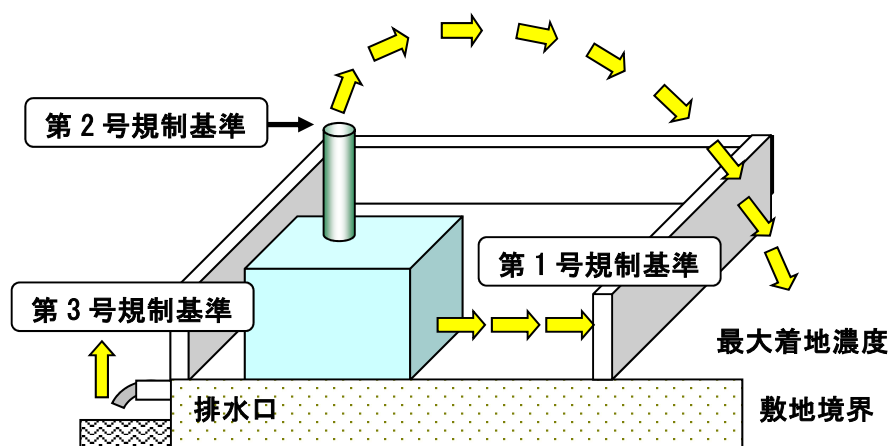 第２号規制基準
第１号規制基準
第３号規制基準
最大着地濃度
排水口
敷地境界